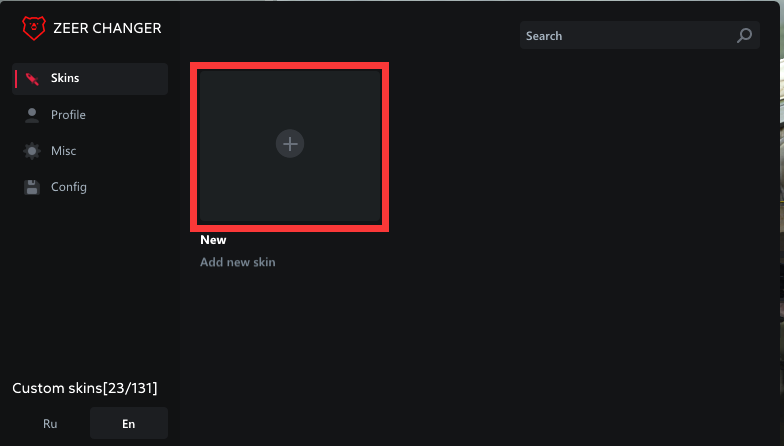 ZEER CHANGER
Search
Skins
Profile
Misc
Config
New
Add new skin
Custom skins[23/131]
Ru
En